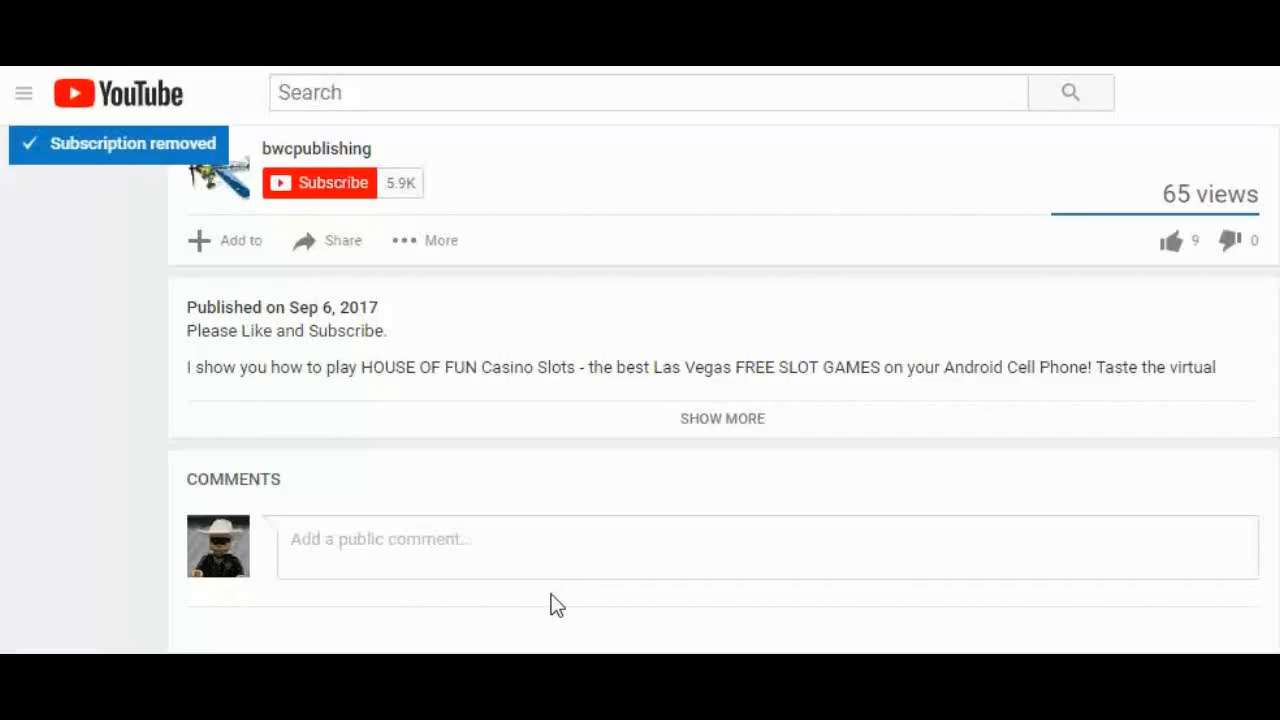 YouTube
Search
Subscription removed
bwcpublishing
Subscribe 5.9K
65 views
Add to Share More
9 0
Published on Sep 6, 2017
Please Like and Subscribe.
I show you how to play HOUSE OF FUN Casino Slots - the best Las Vegas FREE SLOT GAMES on your Android Cell Phone! Taste the virtual
SHOW MORE
COMMENTS
Add a public comment...